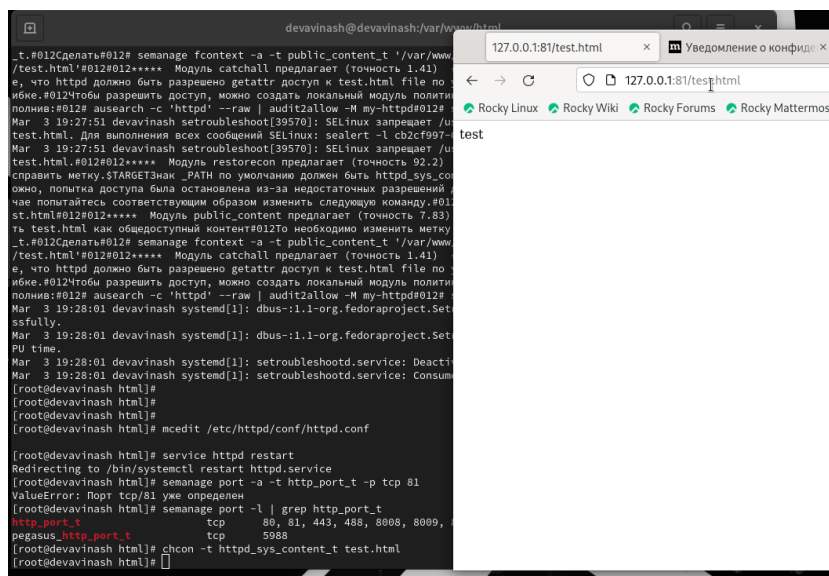 devavinash@devavinash:/var/www/html
_t.#012Сделать#012# semanage fcontext -a -t public_content_t '/var/www
/test.html'#012#012***** Модуль catchall предлагает (точность 1.41)
е, что httpd должно быть разрешено getattr доступ к test.html file по
ибке.#012Чтобы разрешить доступ, можно создать локальный модуль полити
полнив:#012# ausearch -c 'httpd' --raw | audit2allow -M my-httpd#012#
Mar 3 19:27:51 devavinash setroubleshoot[39570]: SELinux запрещает /us
test.html. Для выполнения всех сообщений SELinux: sealert -l cb2cf997-
Mar 3 19:27:51 devavinash setroubleshoot[39570]: SELinux запрещает /us
test.html.#012#012***** Модуль restorecon предлагает (точность 92.2)
справить метку.$TARGETЗнак _PATH по умолчанию должен быть httpd_sys_co
ожно, попытка доступа была остановлена из-за недостаточных разрешений
чае попытайтесь соответствующим образом изменить следующую команду.#01
st.html#012#012***** Модуль public_content предлагает (точность 7.83)
ть test.html как общедоступный контент#012То необходимо изменить метку
_t.#012Сделать#012# semanage fcontext -a -t public_content_t '/var/www
/test.html'#012#012***** Модуль catchall предлагает (точность 1.41)
е, что httpd должно быть разрешено getattr доступ к test.html file по
ибке.#012Чтобы разрешить доступ, можно создать локальный модуль полити
полнив:#012# ausearch -c 'httpd' --raw | audit2allow -M my-httpd#012#
Mar 3 19:28:01 devavinash systemd[1]: dbus-:1.1-org.fedoraproject.Set
ssfully.
Mar 3 19:28:01 devavinash systemd[1]: dbus-:1.1-org.fedoraproject.Set
PU time.
Mar 3 19:28:01 devavinash systemd[1]: setroubleshootd.service: Deacti
Mar 3 19:28:01 devavinash systemd[1]: setroubleshootd.service: Consum
[root@devavinash html]#
[root@devavinash html]#
[root@devavinash html]#
[root@devavinash html]# mcedit /etc/httpd/conf/httpd.conf
[root@devavinash html]# service httpd restart
Redirecting to /bin/systemctl restart httpd.service
[root@devavinash html]# semanage port -a -t http_port_t -p tcp 81
ValueError: Порт tcp/81 уже определен
[root@devavinash html]# semanage port -l | grep http_port_t
http_port_t tcp 80, 81, 443, 488, 8008, 8009,
pegasus_http_port_t tcp 5988
[root@devavinash html]# chcon -t httpd_sys_content_t test.html
[root@devavinash html]#
127.0.0.1:81/test.html
m Уведомление о конфиде
127.0.0.1:81/test.html
Rocky Linux Rocky Wiki Rocky Forums Rocky Mattermos
test